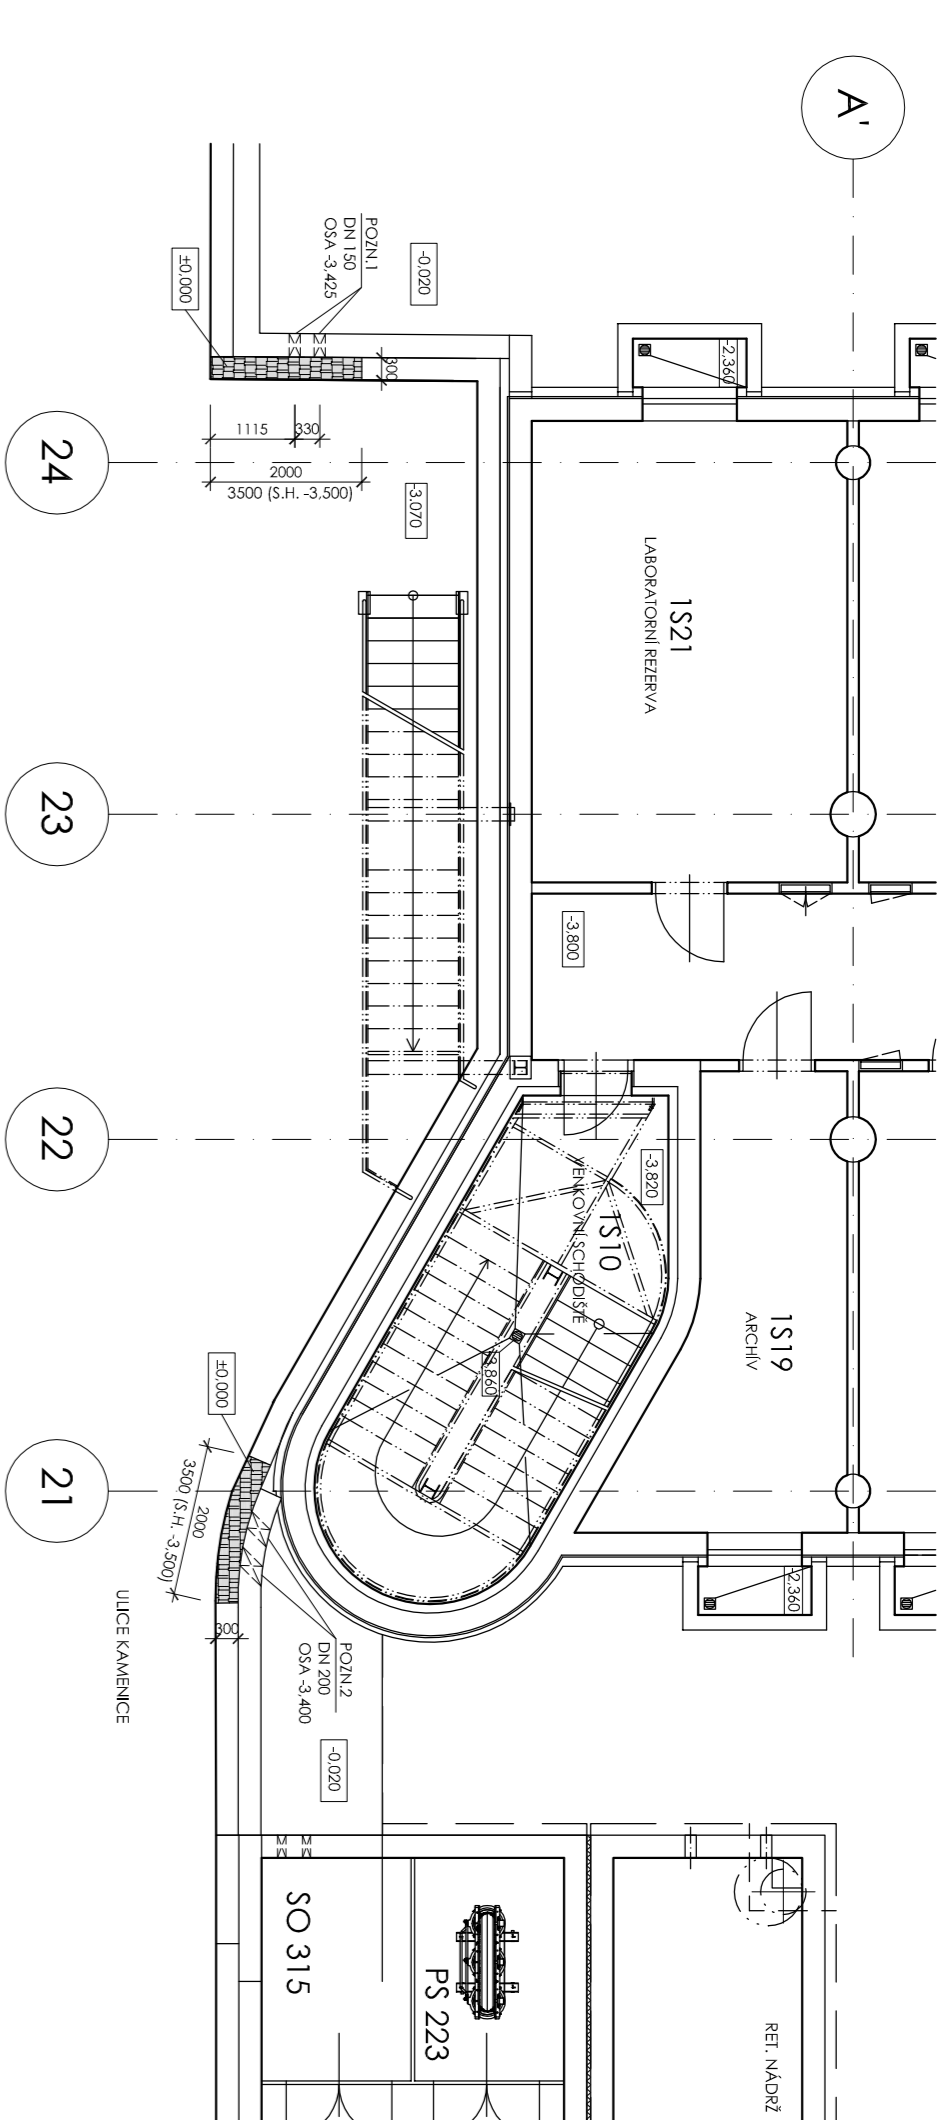 A'
24
23
22
21
POZN.1
DN 150
OSA -3,425
-0,020
±0,000
300
1115
330
2000
3500 (S.H. -3,500)
-3.070
-2,360
1S21
LABORATORNÍ REZERVA
-3,800
-3,820
1S10
VENKOVNÍ SCHODIŠTĚ
-3,860
1S19
ARCHÍV
-2,360
±0,000
2000
3500 (S.H. -3,500)
300
ULICE KAMENICE
POZN.2
DN 200
OSA -3,400
-0,020
SO 315
PS 223
RET. NÁDRŽ